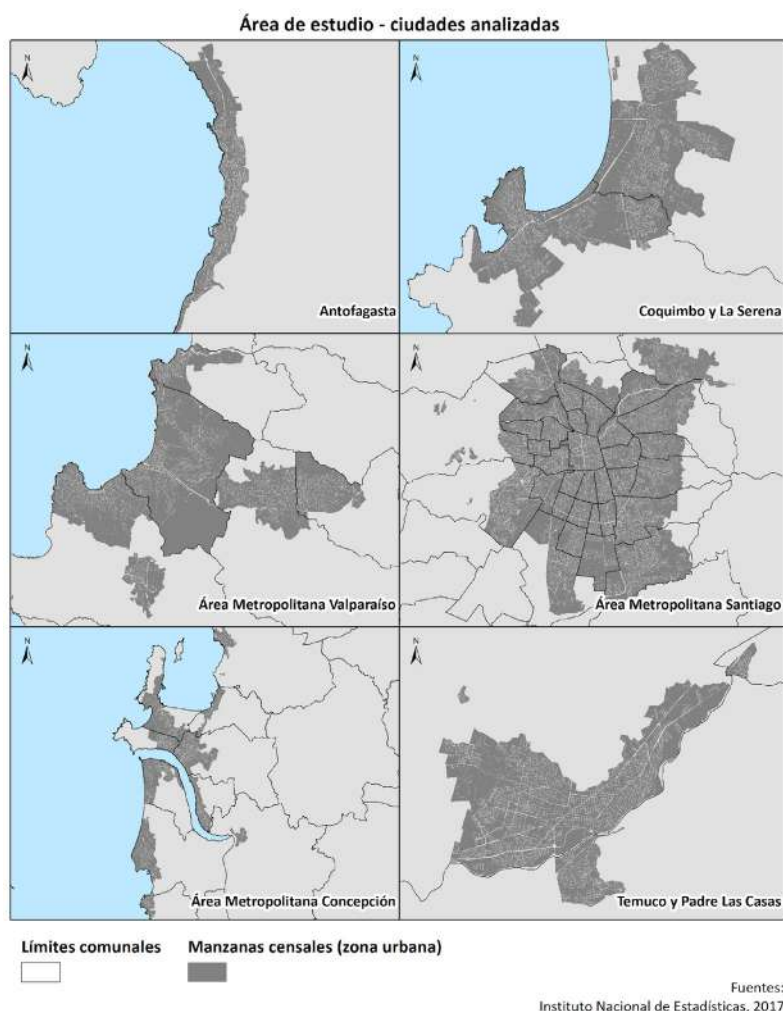 Área de estudio - ciudades analizadas
N
Antofagasta
N
Coquimbo y La Serena
N
Área Metropolitana Valparaíso
N
Área Metropolitana Santiago
N
Área Metropolitana Concepción
N
Temuco y Padre Las Casas
Límites comunales
Manzanas censales (zona urbana)
Fuentes:
Instituto Nacional de Estadísticas, 2017